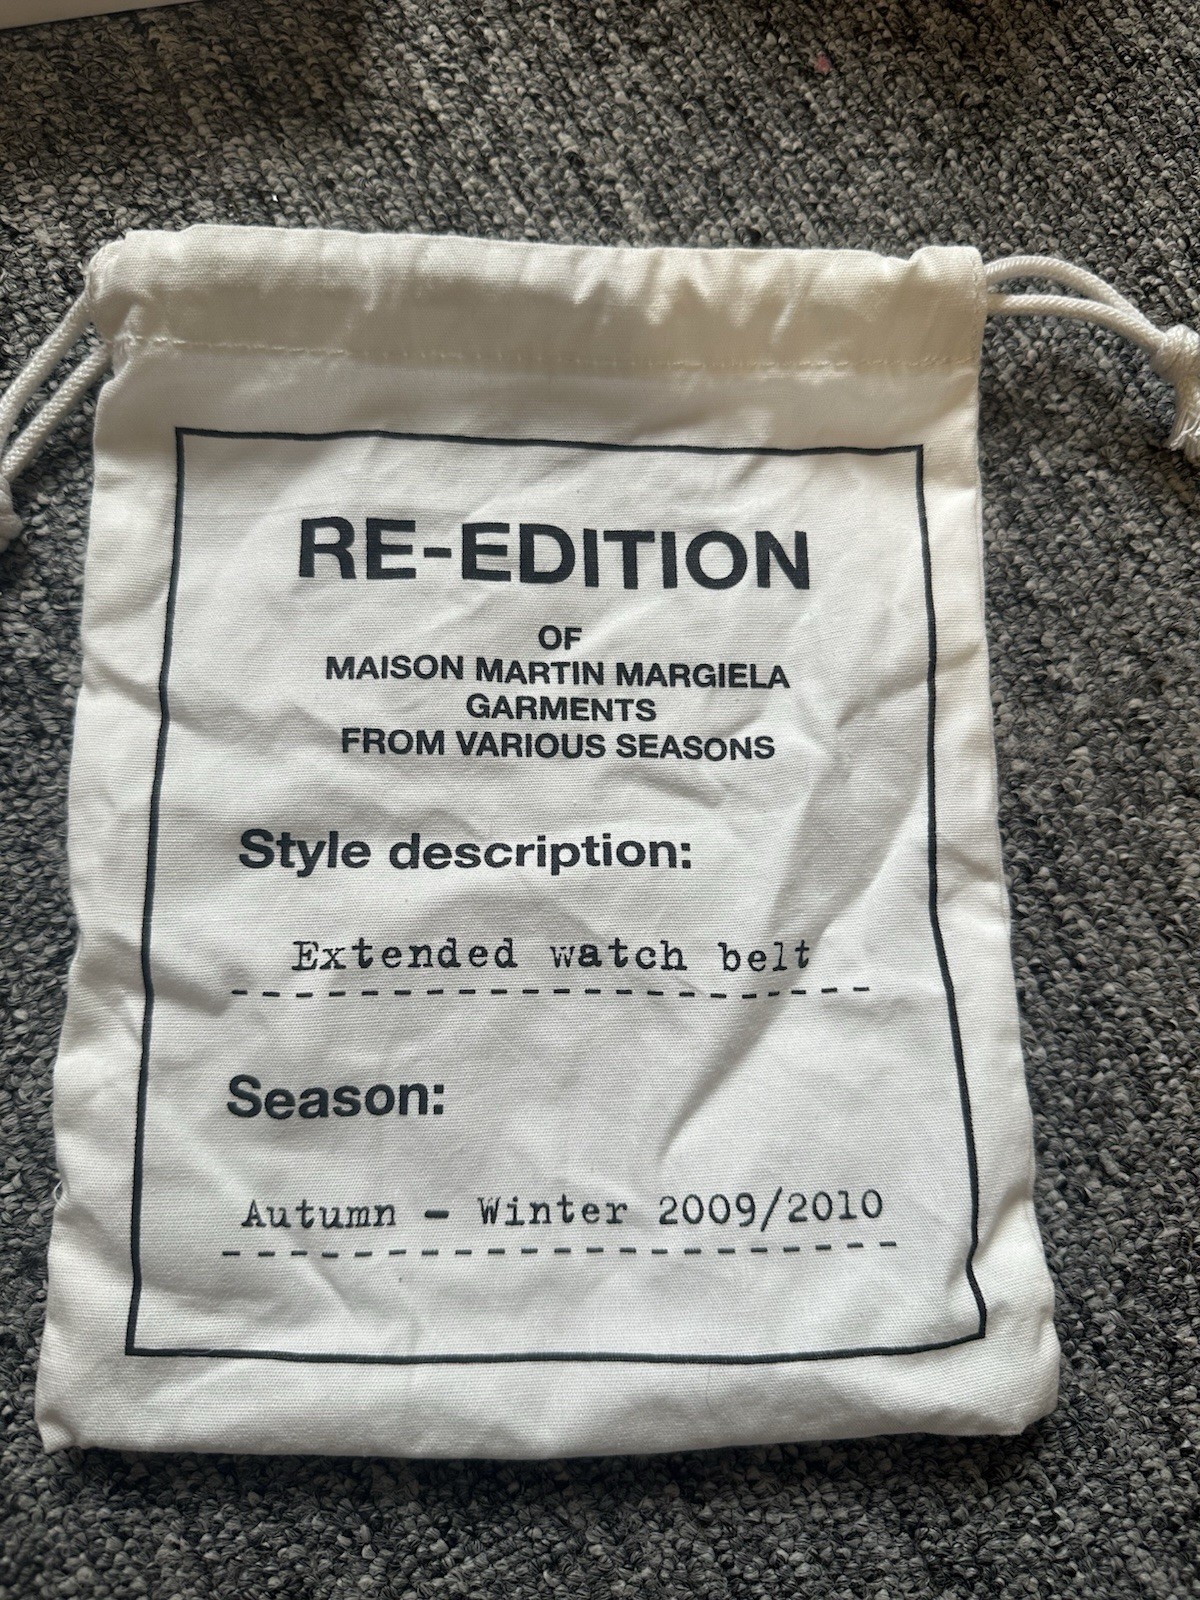 RE-EDITION
OF
MAISON MARTIN MARGIELA
GARMENTS
FROM VARIOUS SEASONS
Style description:
Extended watch belt
Season:
Autumn - Winter 2009/2010